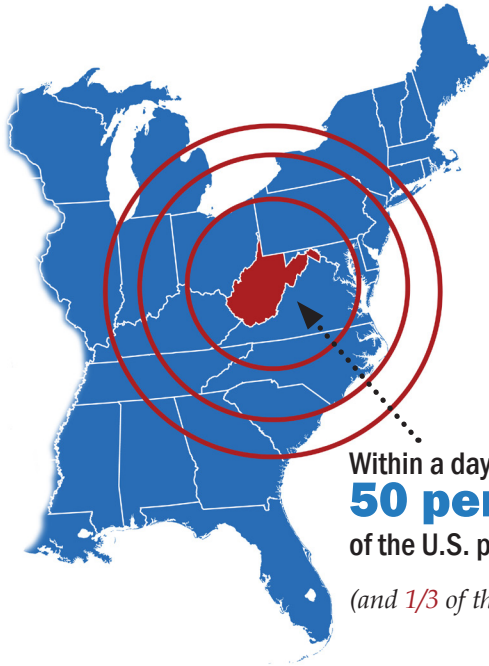 Within a day
50 per
of the U.S. p
(and 1/3 of th